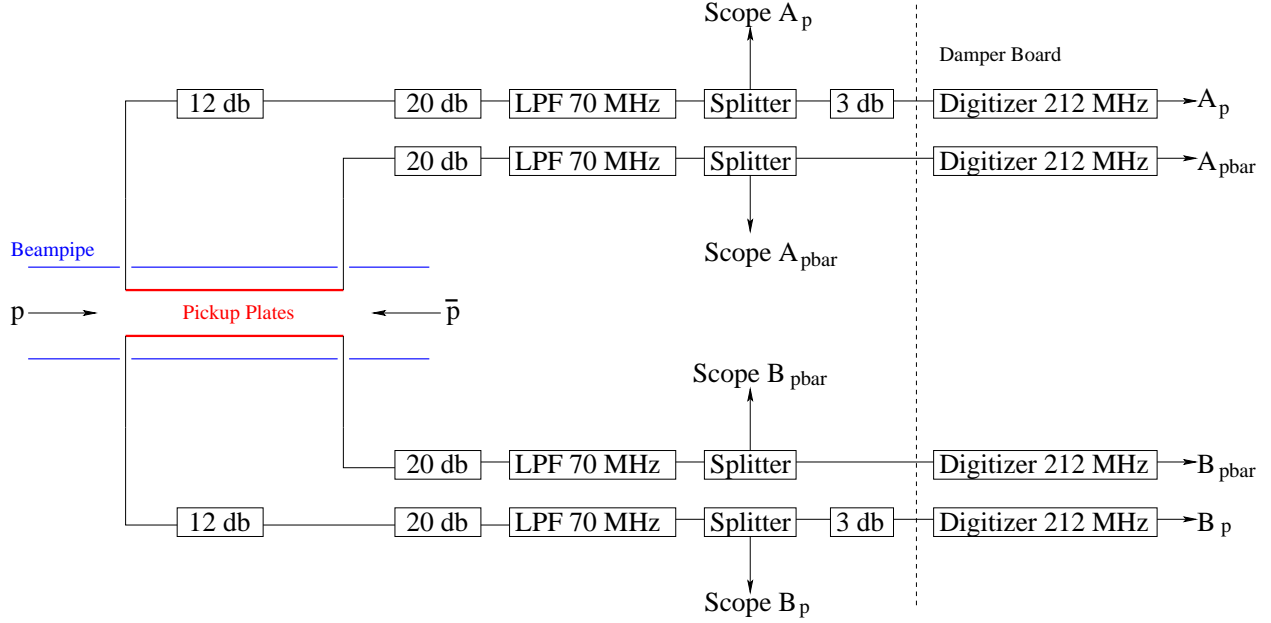 Scope A p
Damper Board
12 db 20 db LPF 70 MHz Splitter 3 db Digitizer 212 MHz A p
20 db LPF 70 MHz Splitter Digitizer 212 MHz A pbar
Beampipe
Scope A pbar
p Pickup Plates p̅
Scope B pbar
20 db LPF 70 MHz Splitter Digitizer 212 MHz B pbar
12 db 20 db LPF 70 MHz Splitter 3 db Digitizer 212 MHz B p
Scope B p